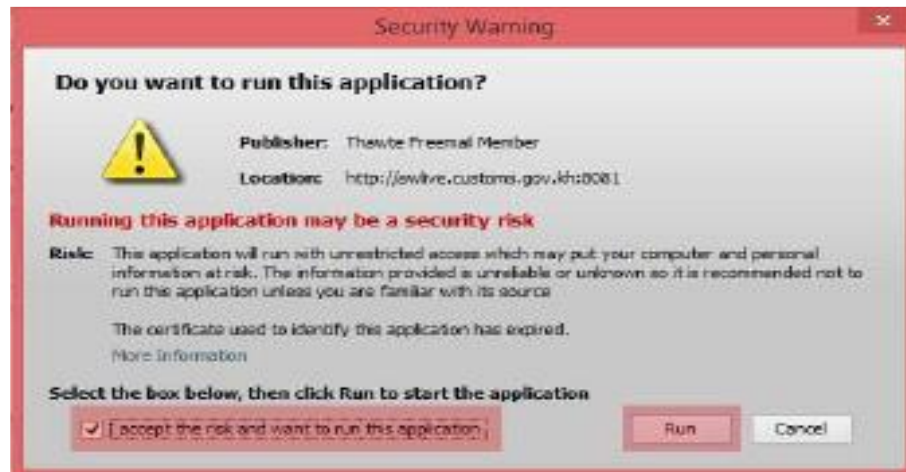 Security Warning
Do you want to run this application?
Publisher: Thawte Freemail Member
Location: http://awlive.customs.gov.kh:8081
Running this application may be a security risk
Risk: This application will run with unrestricted access which may put your computer and personal
information at risk. The information provided is unreliable or unknown so it is recommended not to
run this application unless you are familiar with its source
The certificate used to identify this application has expired.
More Information
Select the box below, then click Run to start the application
I accept the risk and want to run this application.
Run Cancel